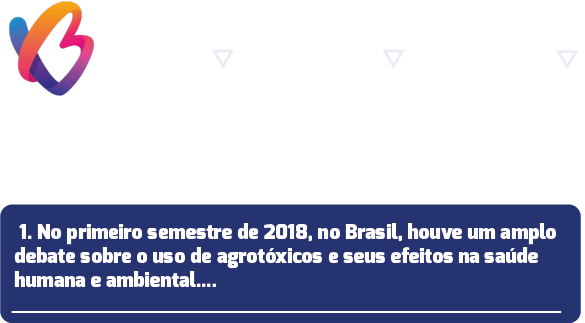 1. No primeiro semestre de 2018, no Brasil, houve um amplo
debate sobre o uso de agrotóxicos e seus efeitos na saúde
humana e ambiental....